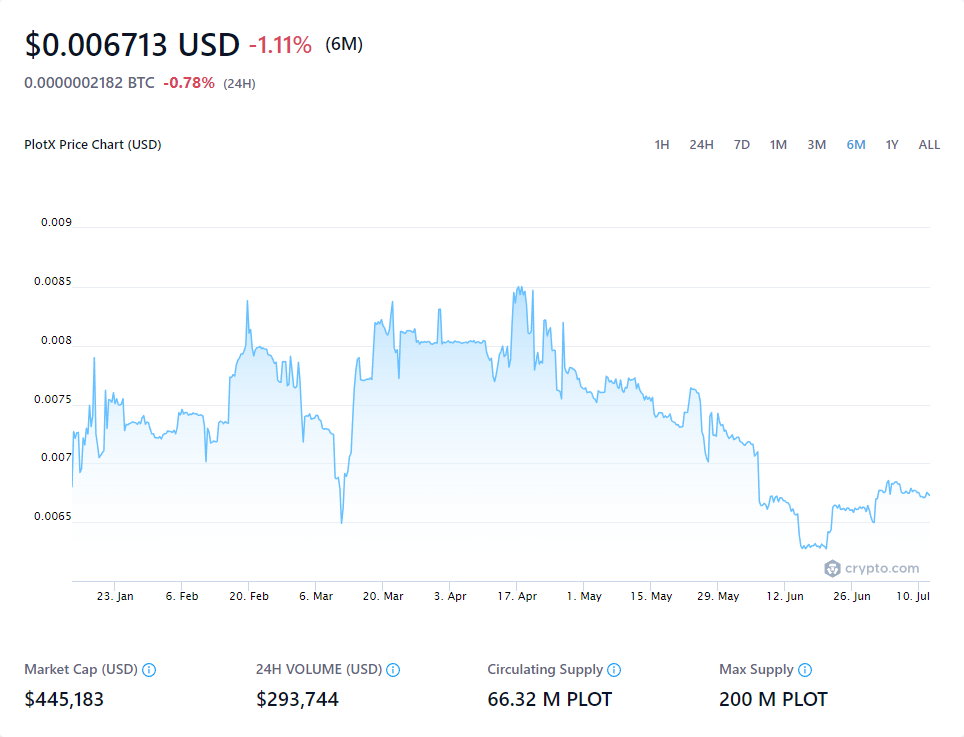 $0.006713 USD -1.11% (6M)
0.0000002182 BTC -0.78% (24H)
PlotX Price Chart (USD) 1H 24H 7D 1M 3M 6M 1Y ALL
0.009
0.0085
0.008
0.0075
0.007
0.0065
crypto.com
23. Jan 6. Feb 20. Feb 6. Mar 20. Mar 3. Apr 17. Apr 1. May 15. May 29. May 12. Jun 26. Jun 10. Jul
Market Cap (USD) 24H VOLUME (USD) Circulating Supply Max Supply
$445,183 $293,744 66.32 M PLOT 200 M PLOT